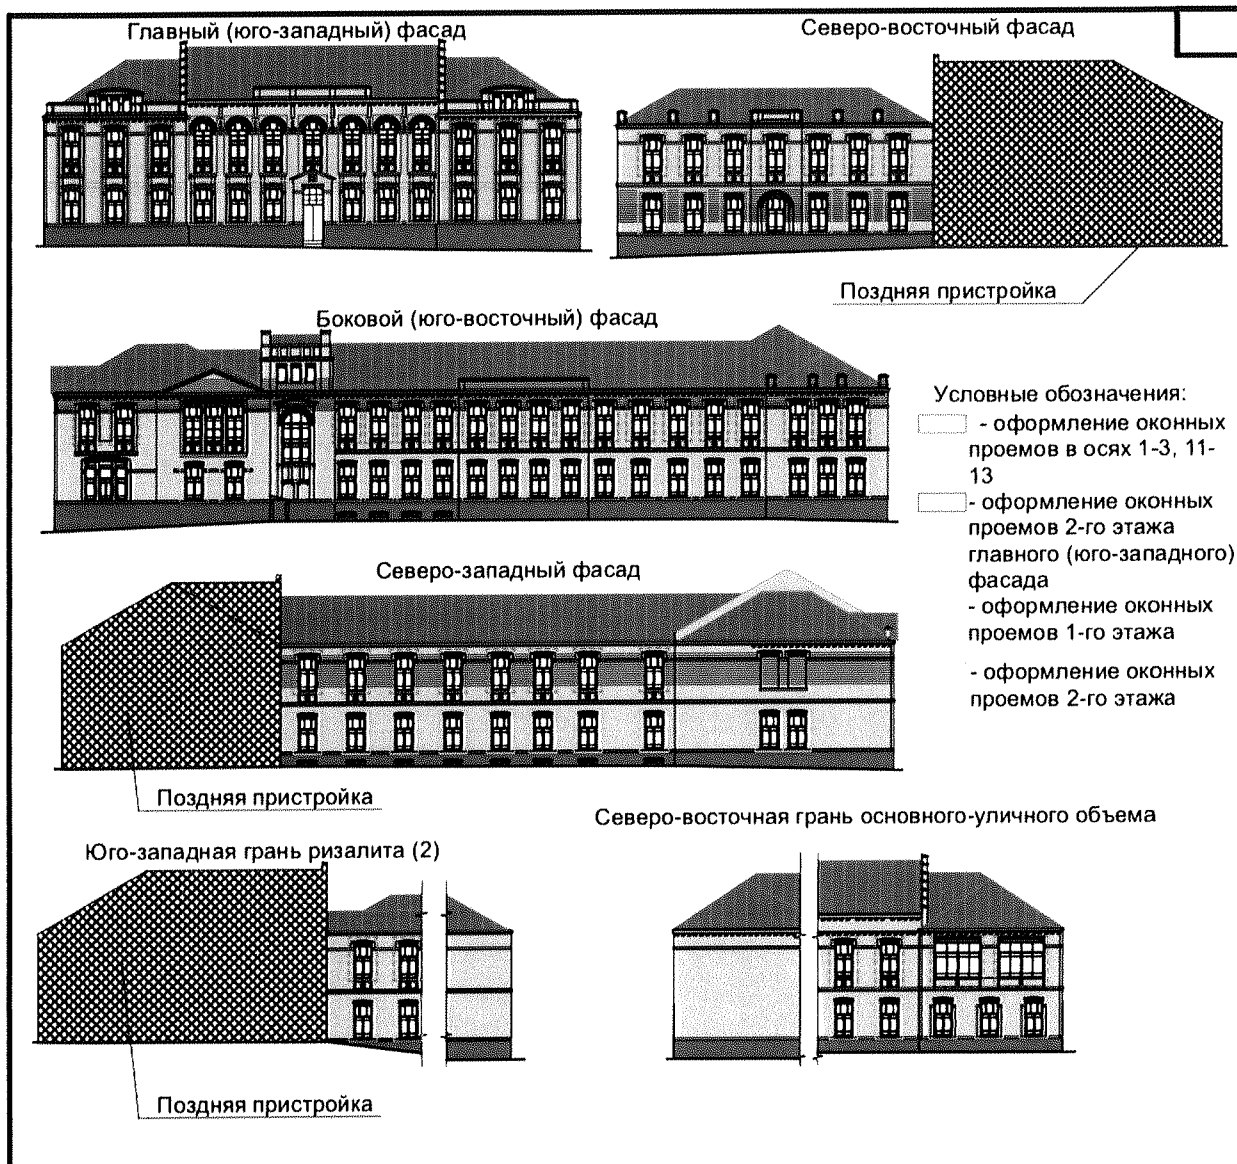 Главный (юго-западный) фасад
Северо-восточный фасад
Поздняя пристройка
Боковой (юго-восточный) фасад
Условные обозначения:
- оформление оконных
проемов в осях 1-3, 11-
13
- оформление оконных
проемов 2-го этажа
главного (юго-западного)
фасада
- оформление оконных
проемов 1-го этажа
- оформление оконных
проемов 2-го этажа
Северо-западный фасад
Поздняя пристройка
Северо-восточная грань основного-уличного объема
Юго-западная грань ризалита (2)
Поздняя пристройка